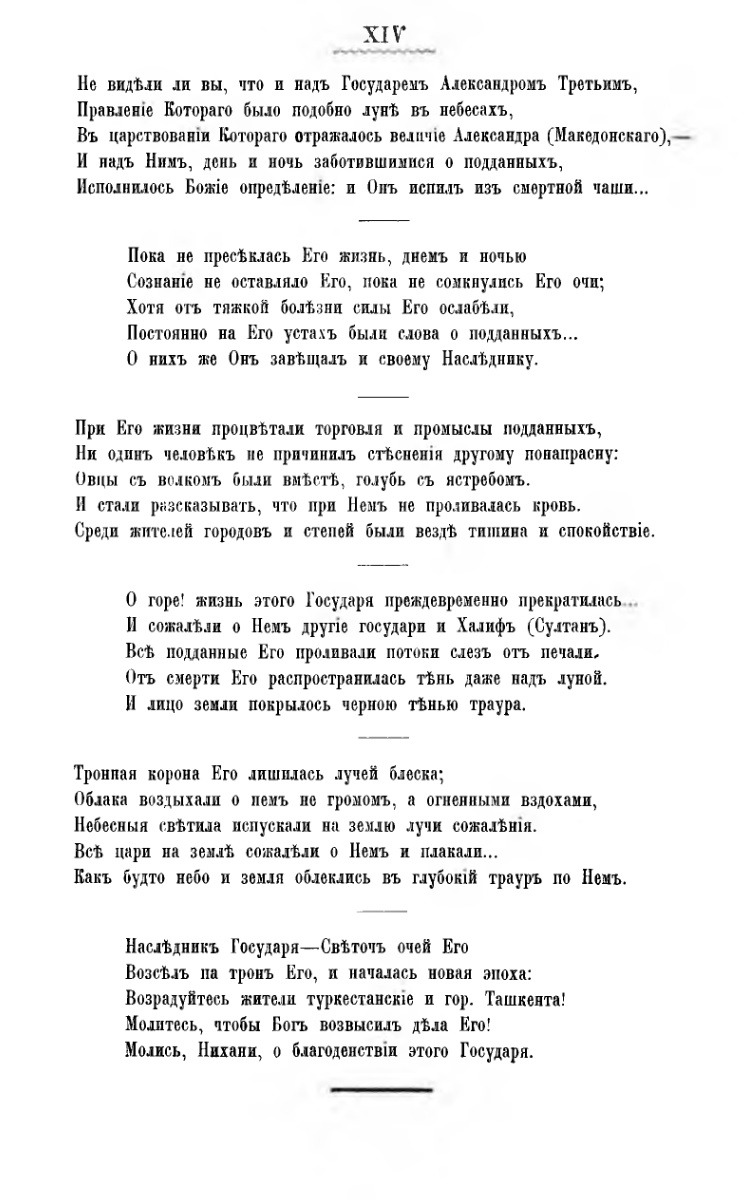 XIV
Не видѣли ли вы, что и надъ Государемъ Александромъ Третьимъ,
Правленіе Котораго было подобно лунѣ въ небесахъ,
Въ царствованіи Котораго отражалось величіе Александра (Македонскаго),—
И надъ Нимъ, день и ночь заботившимися о подданныхъ,
Исполнилось Божіе опредѣленіе: и Онъ испилъ изъ смертной чаши...
Пока не пресѣклась Его жизнь, днемъ и ночью
Сознаніе не оставляло Его, пока не сомкнулись Его очи;
Хотя отъ тяжкой болѣзни силы Его ослабѣли,
Постоянно на Его устахъ были слова о подданныхъ...
О нихъ же Онъ завѣщалъ и своему Наслѣднику.
При Его жизни процвѣтали торговля и промыслы подданныхъ,
Ни одинъ человѣкъ не причинилъ стѣсненія другому понапрасну:
Овцы съ волкомъ были вмѣстѣ, голубь съ ястребомъ.
И стали разсказывать, что при Немъ не проливалась кровь.
Среди жителей городовъ и степей были вездѣ тишина и спокойствіе.
О горе! жизнь этого Государя преждевременно прекратилась...
И сожалѣли о Немъ другіе государи и Халифъ (Султанъ).
Всѣ подданные Его проливали потоки слезъ отъ печали.
Отъ смерти Его распространилась тѣнь даже надъ луной.
И лицо земли покрылось черною тѣнью траура.
Тронная корона Его лишилась лучей блеска;
Облака воздыхали о немъ не громомъ, а огненными вздохами,
Небесныя свѣтила испускали на землю лучи сожалѣнія.
Всѣ цари на землѣ сожалѣли о Немъ и плакали...
Какъ будто небо и земля облеклись въ глубокій трауръ по Немъ.
Наслѣдникъ Государя—Свѣточъ очей Его
Возсѣлъ на тронъ Его, и началась новая эпоха:
Возрадуйтесь жители туркестанскіе и гор. Ташкента!
Молитесь, чтобы Богъ возвысилъ дѣла Его!
Молись, Нихани, о благоденствіи этого Государя.